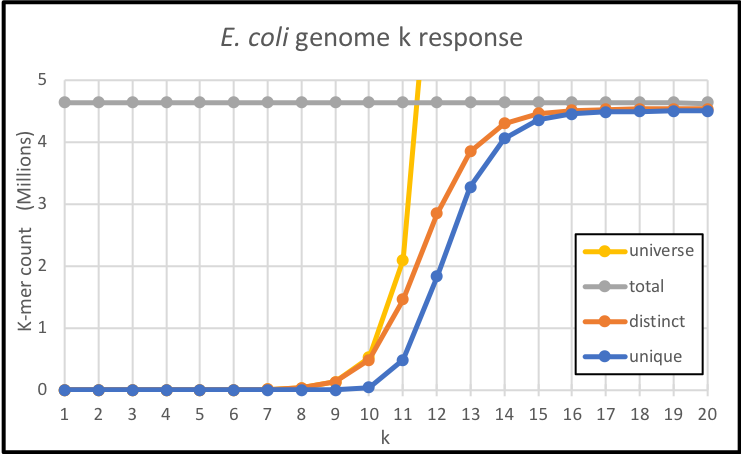 E. coli genome k response
K-mer count (Millions)
5
4
3
2
1
0
1 2 3 4 5 6 7 8 9 10 11 12 13 14 15 16 17 18 19 20
k
universe
total
distinct
unique